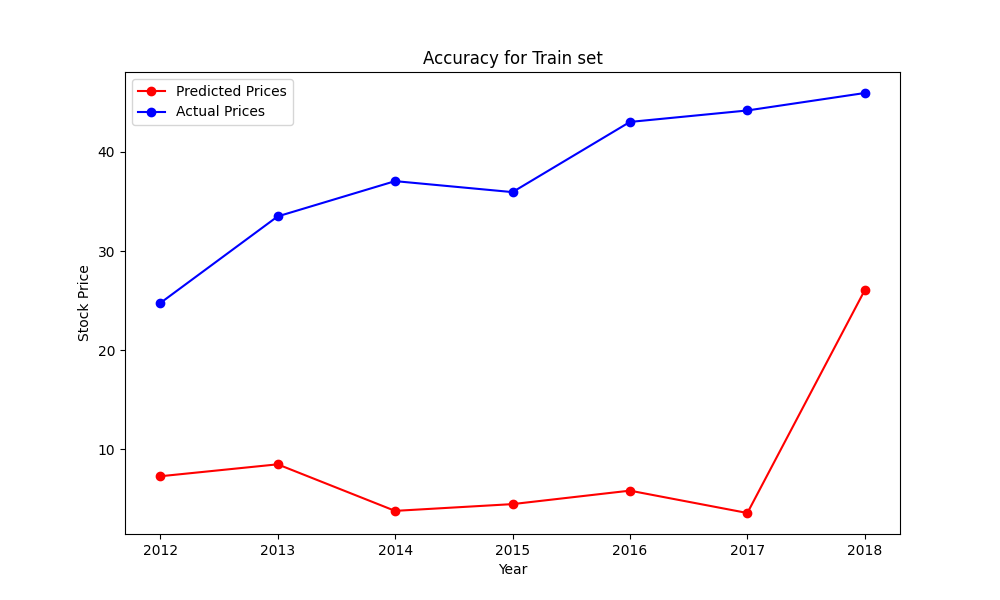 Accuracy for Train set
Predicted Prices
Actual Prices
Stock Price
40
30
20
10
2012 2013 2014 2015 2016 2017 2018
Year